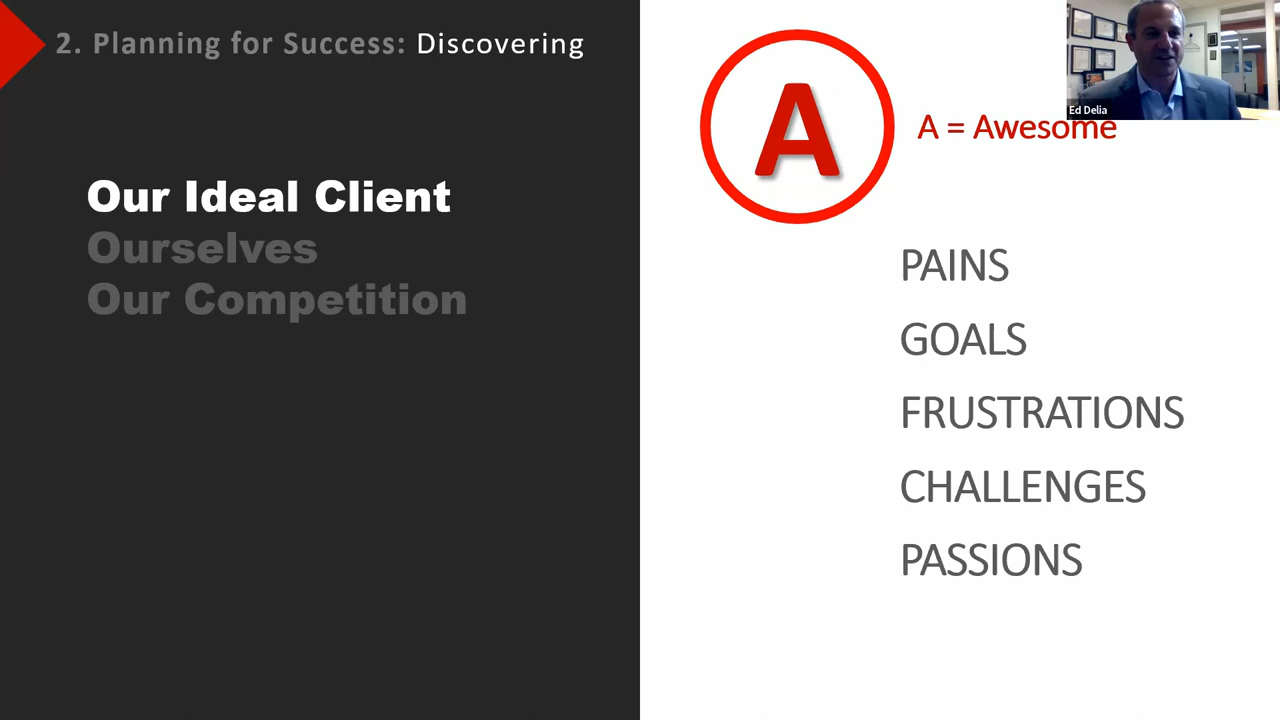 2. Planning for Success: Discovering
Our Ideal Client
Ourselves
Our Competition
A
A = Awesome
Ed Delia
PAINS
GOALS
FRUSTRATIONS
CHALLENGES
PASSIONS